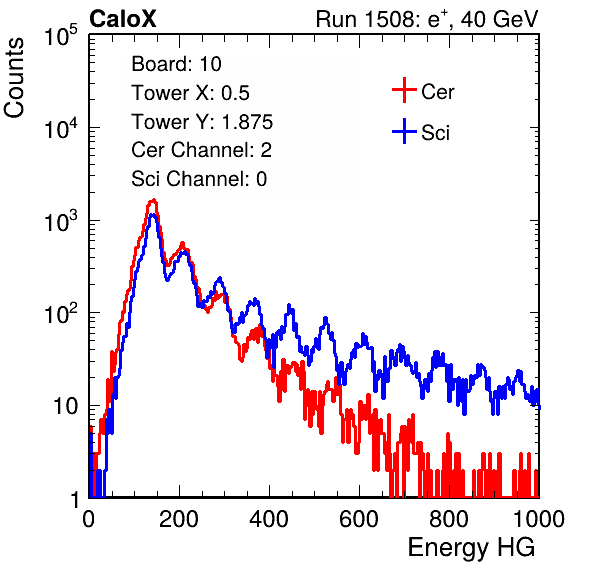 CaloX Run 1508: e⁺, 40 GeV
Board: 10
Tower X: 0.5
Tower Y: 1.875
Cer Channel: 2
Sci Channel: 0
Cer
Sci
Counts
10⁵
10⁴
10³
10²
10
1
0 200 400 600 800 1000
Energy HG